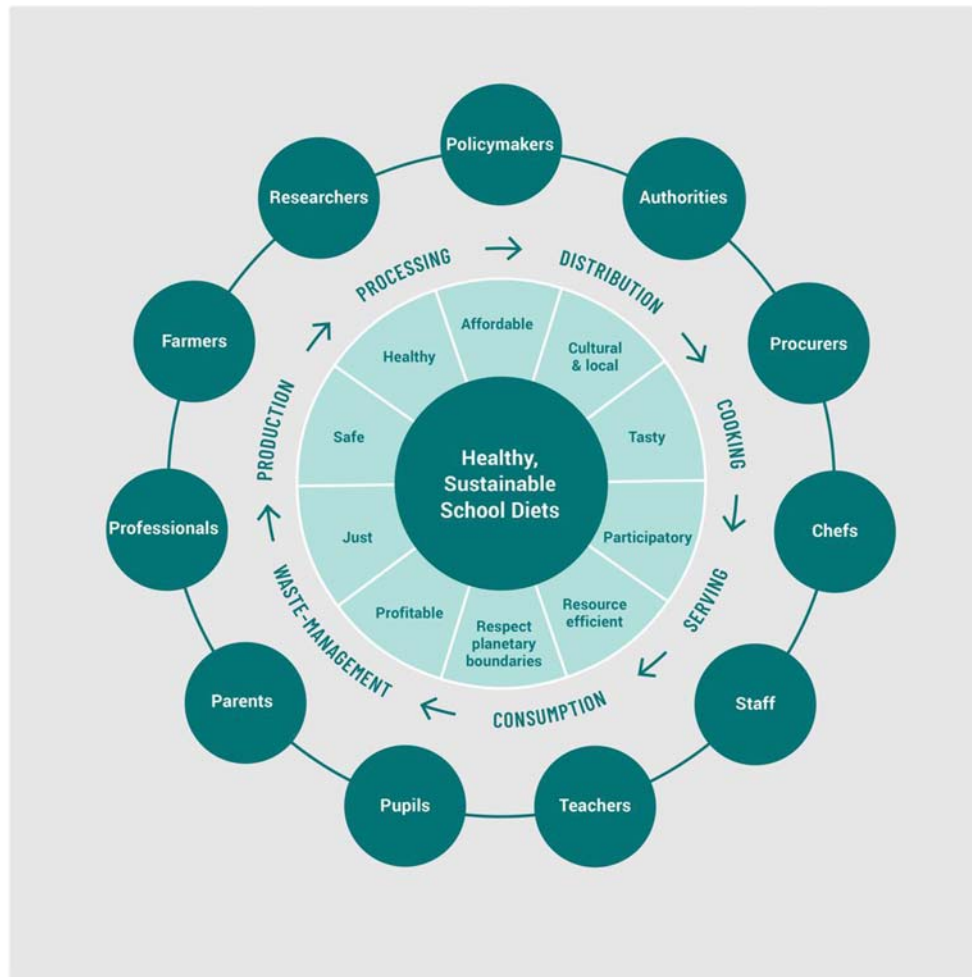 Policymakers
Authorities
Procurers
Chefs
Staff
Teachers
Pupils
Parents
Professionals
Farmers
Researchers
PROCESSING
DISTRIBUTION
COOKING
SERVING
CONSUMPTION
WASTE-MANAGEMENT
PRODUCTION
Affordable
Cultural
& local
Tasty
Participatory
Resource
efficient
Respect
planetary
boundaries
Profitable
Just
Safe
Healthy
Healthy,
Sustainable
School Diets